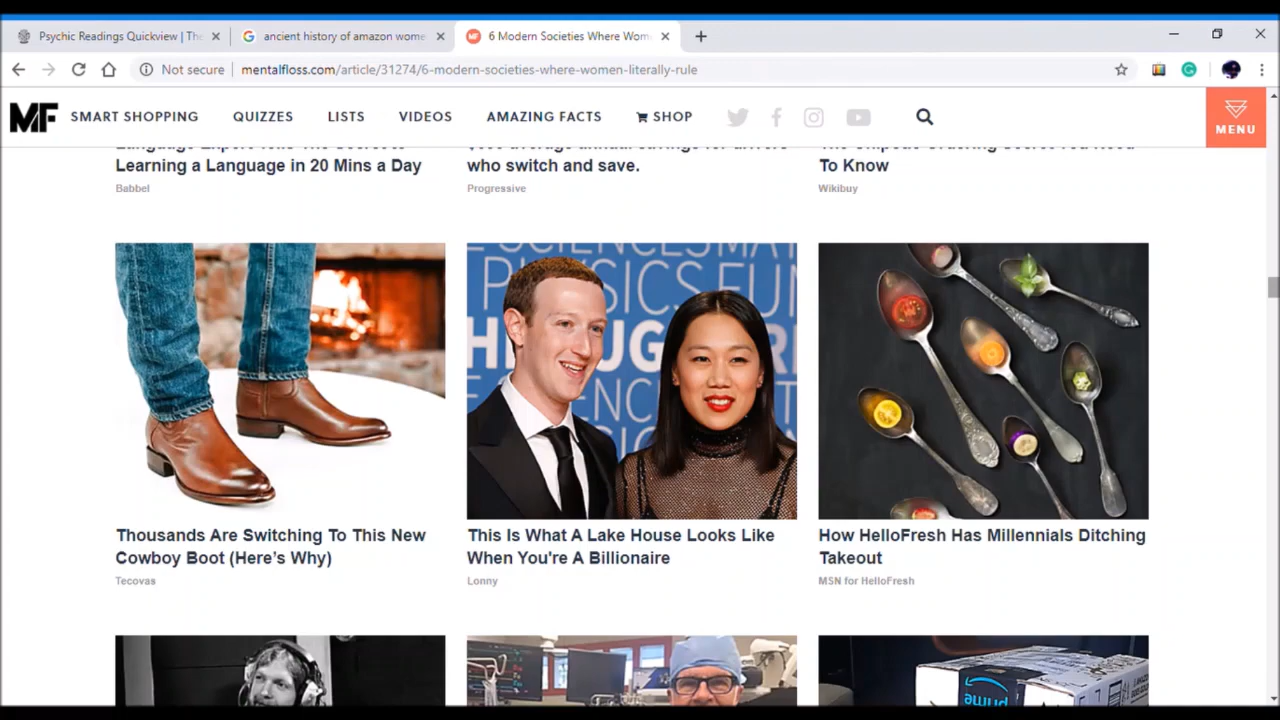 Psychic Readings Quickview | The
ancient history of amazon wome
6 Modern Societies Where Wom
Not secure
mentalfloss.com/article/31274/6-modern-societies-where-women-literally-rule
MF
SMART SHOPPING
QUIZZES
LISTS
VIDEOS
AMAZING FACTS
SHOP
MENU
Learning a Language in 20 Mins a Day
Babbel
who switch and save.
Progressive
To Know
Wikibuy
PHYSICS FUN
Thousands Are Switching To This New
Cowboy Boot (Here's Why)
Tecovas
This Is What A Lake House Looks Like
When You're A Billionaire
Lonny
How HelloFresh Has Millennials Ditching
Takeout
MSN for HelloFresh
prime